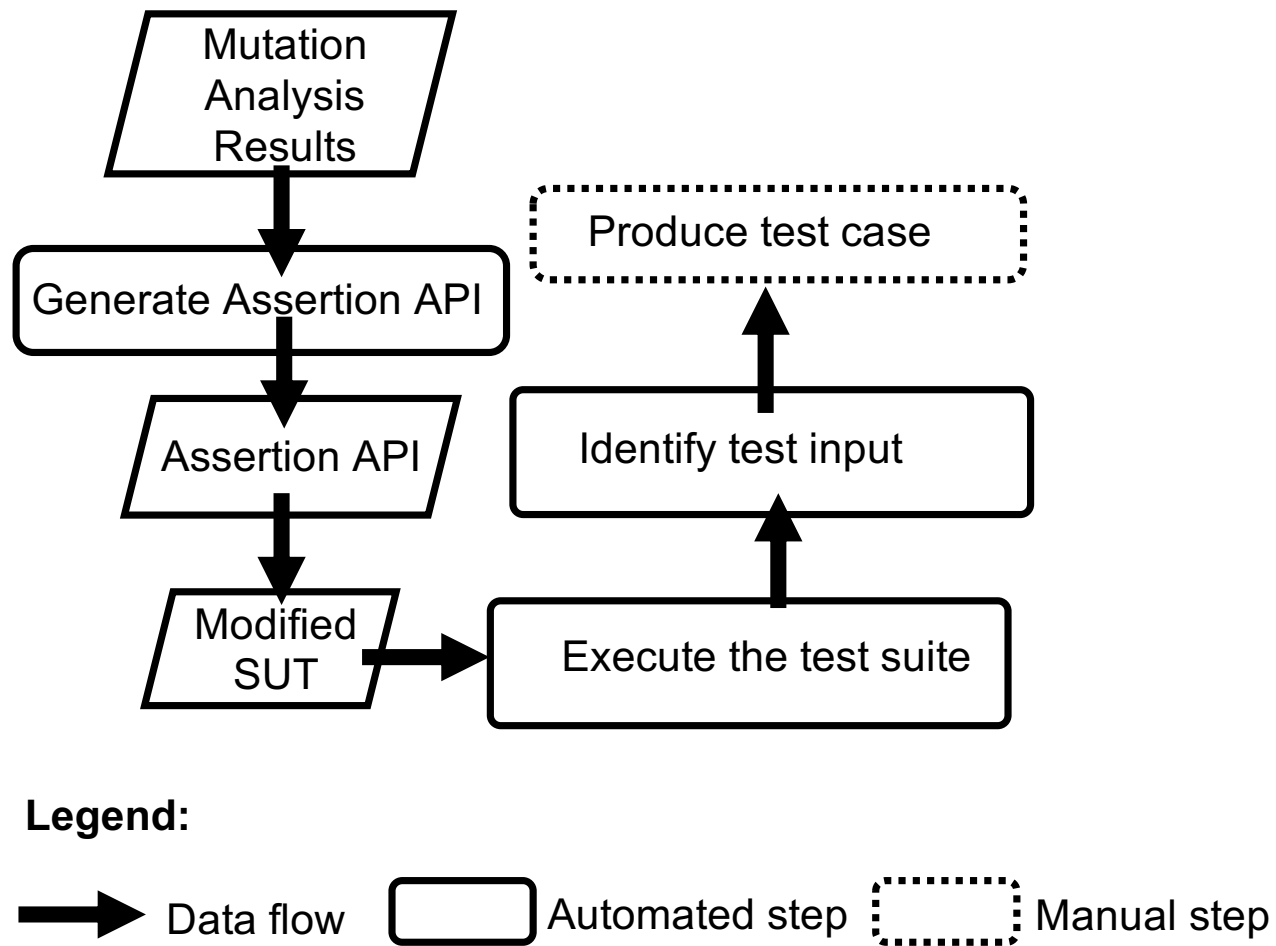 Mutation
Analysis
Results
Generate Assertion API
Assertion API
Modified
SUT
Execute the test suite
Identify test input
Produce test case
Legend:
Data flow
Automated step
Manual step